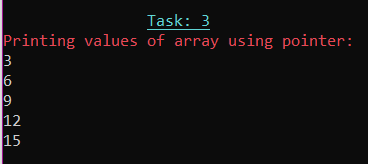 Task: 3
Printing values of array using pointer:
3
6
9
12
15